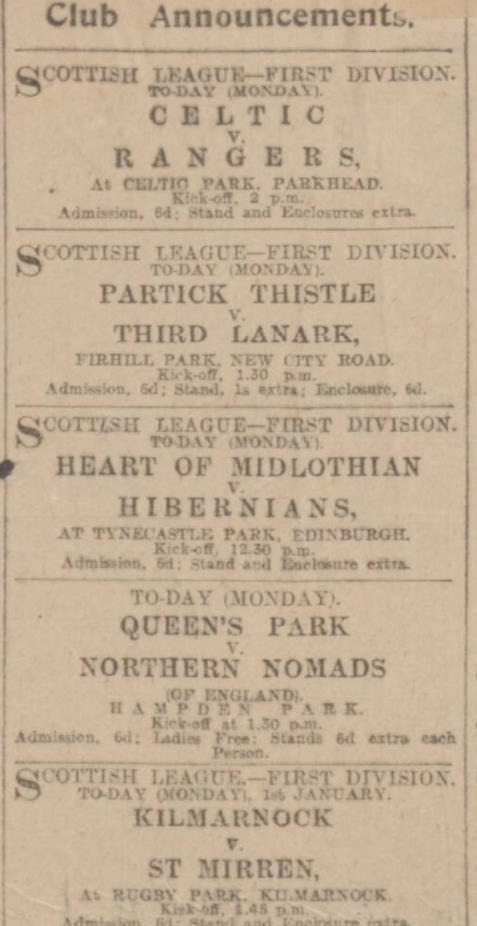 Club Announcements.
SCOTTISH LEAGUE—FIRST DIVISION.
TO-DAY (MONDAY).
CELTIC
v.
RANGERS,
At CELTIC PARK, PARKHEAD.
Kick-off, 2 p.m.
Admission, 6d; Stand and Enclosures extra.
SCOTTISH LEAGUE—FIRST DIVISION.
TO-DAY (MONDAY).
PARTICK THISTLE
v.
THIRD LANARK,
FIRHILL PARK, NEW CITY ROAD.
Kick-off, 1.30 p.m.
Admission, 6d; Stand, 1s extra; Enclosure, 6d.
SCOTTISH LEAGUE—FIRST DIVISION.
TO-DAY (MONDAY).
HEART OF MIDLOTHIAN
v.
HIBERNIANS,
AT TYNECASTLE PARK, EDINBURGH.
Kick-off, 12.30 p.m.
Admission, 6d; Stand and Enclosure extra.
TO-DAY (MONDAY).
QUEEN'S PARK
v.
NORTHERN NOMADS
(OF ENGLAND).
HAMPDEN PARK.
Kick-off at 1.30 p.m.
Admission, 6d; Ladies Free; Stands 6d extra each
Person.
SCOTTISH LEAGUE.—FIRST DIVISION.
TO-DAY (MONDAY), 1st JANUARY.
KILMARNOCK
v.
ST MIRREN,
At RUGBY PARK, KILMARNOCK.
Kick-off, 1.45 p.m.
Admission, 6d; Stand and Enclosure extra.